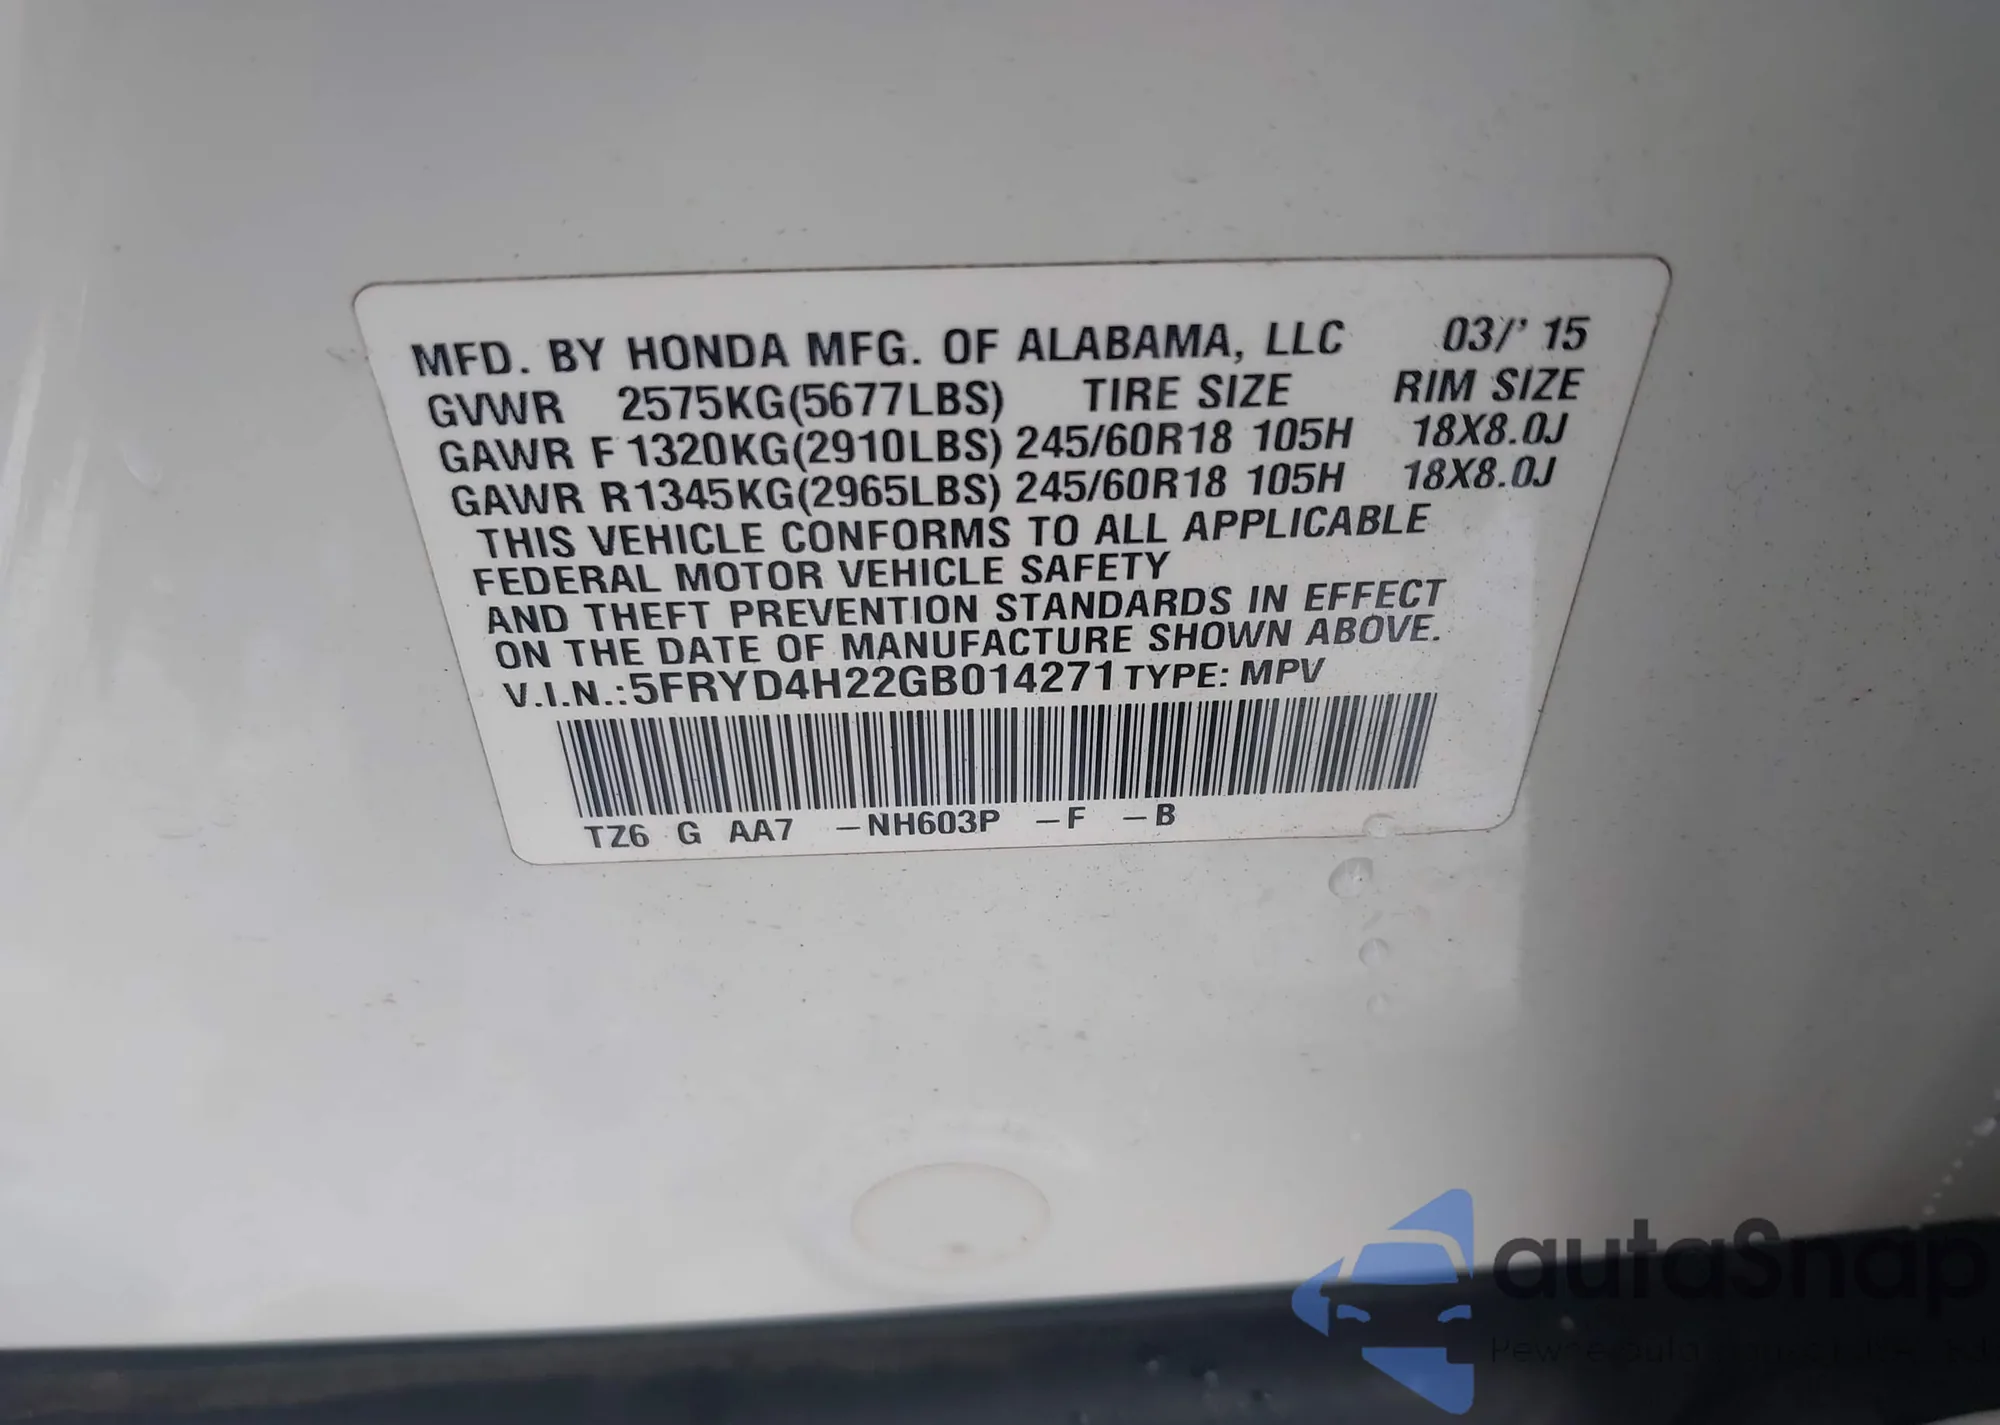 MFD. BY HONDA MFG. OF ALABAMA, LLC 03/' 15
GVWR 2575KG(5677LBS) TIRE SIZE RIM SIZE
GAWR F 1320KG(2910LBS) 245/60R18 105H 18X8.0J
GAWR R1345KG(2965LBS) 245/60R18 105H 18X8.0J
THIS VEHICLE CONFORMS TO ALL APPLICABLE
FEDERAL MOTOR VEHICLE SAFETY
AND THEFT PREVENTION STANDARDS IN EFFECT
ON THE DATE OF MANUFACTURE SHOWN ABOVE.
V.I.N.:5FRYD4H22GB014271 TYPE: MPV
TZ6 G AA7 -NH603P -F -B
autaSnap